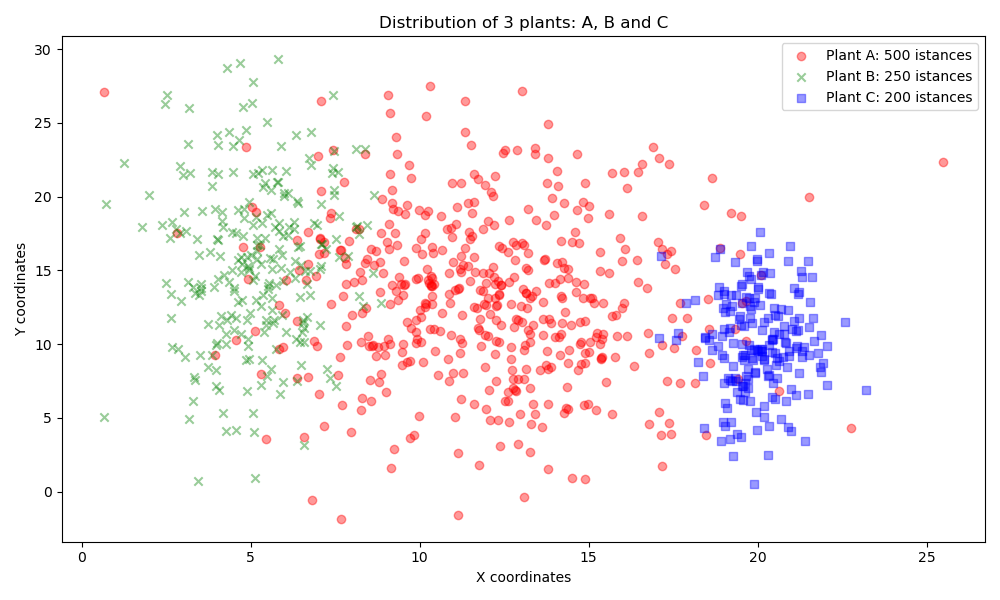 Distribution of 3 plants: A, B and C
Plant A: 500 istances
Plant B: 250 istances
Plant C: 200 istances
Y coordinates
30
25
20
15
10
5
0
0 5 10 15 20 25
X coordinates